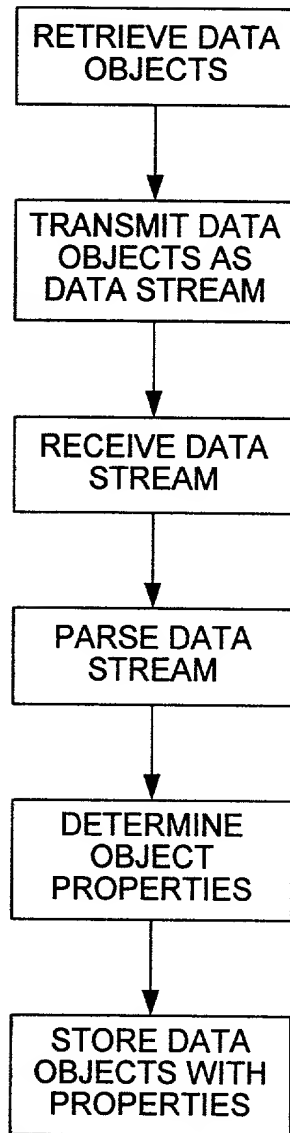 RETRIEVE DATA
OBJECTS
TRANSMIT DATA
OBJECTS AS
DATA STREAM
RECEIVE DATA
STREAM
PARSE DATA
STREAM
DETERMINE
OBJECT
PROPERTIES
STORE DATA
OBJECTS WITH
PROPERTIES